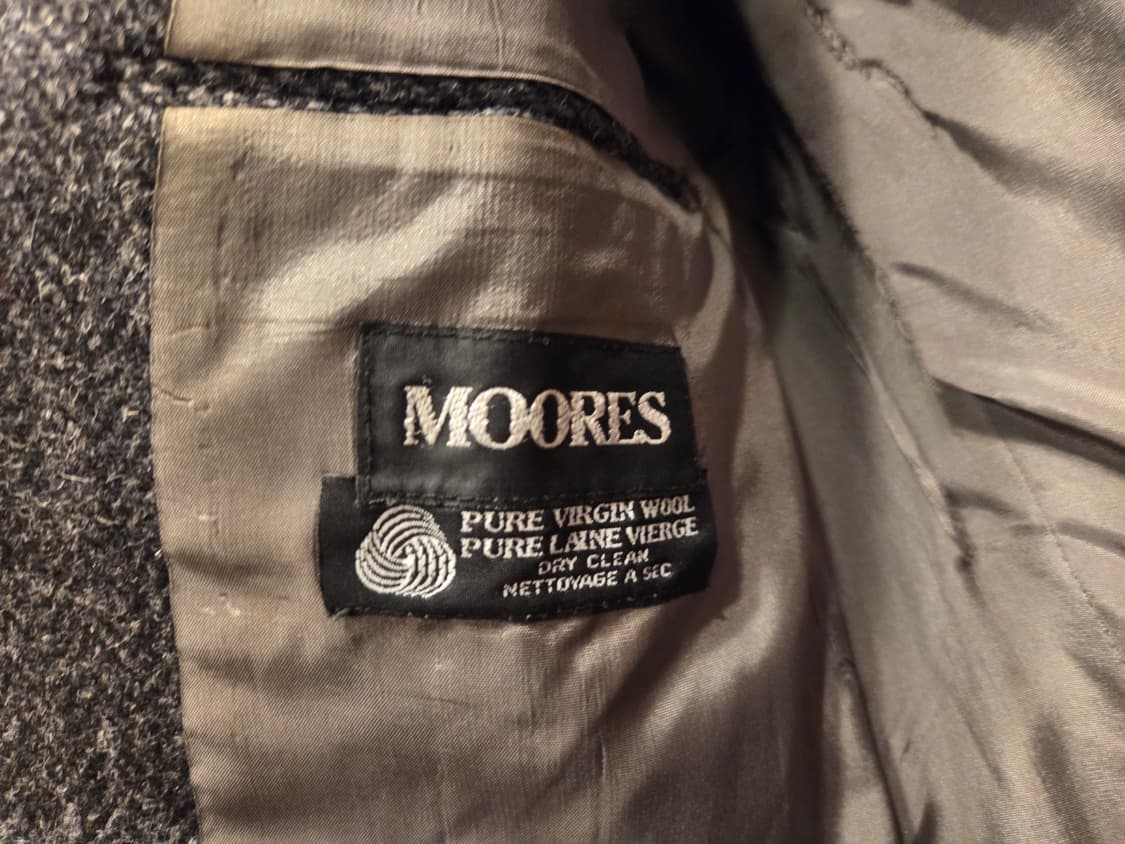 MOORES
PURE VIRGIN WOOL
PURE LAINE VIERGE
DRY CLEAN
NETTOYAGE A SEC